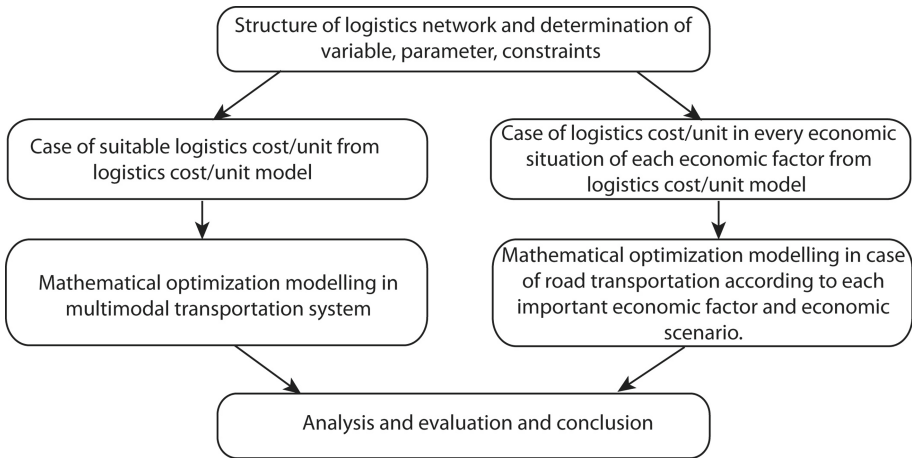 Structure of logistics network and determination of
variable, parameter, constraints
Case of suitable logistics cost/unit from
logistics cost/unit model
Case of logistics cost/unit in every economic
situation of each economic factor from
logistics cost/unit model
Mathematical optimization modelling in
multimodal transportation system
Mathematical optimization modelling in case
of road transportation according to each
important economic factor and economic
scenario.
Analysis and evaluation and conclusion